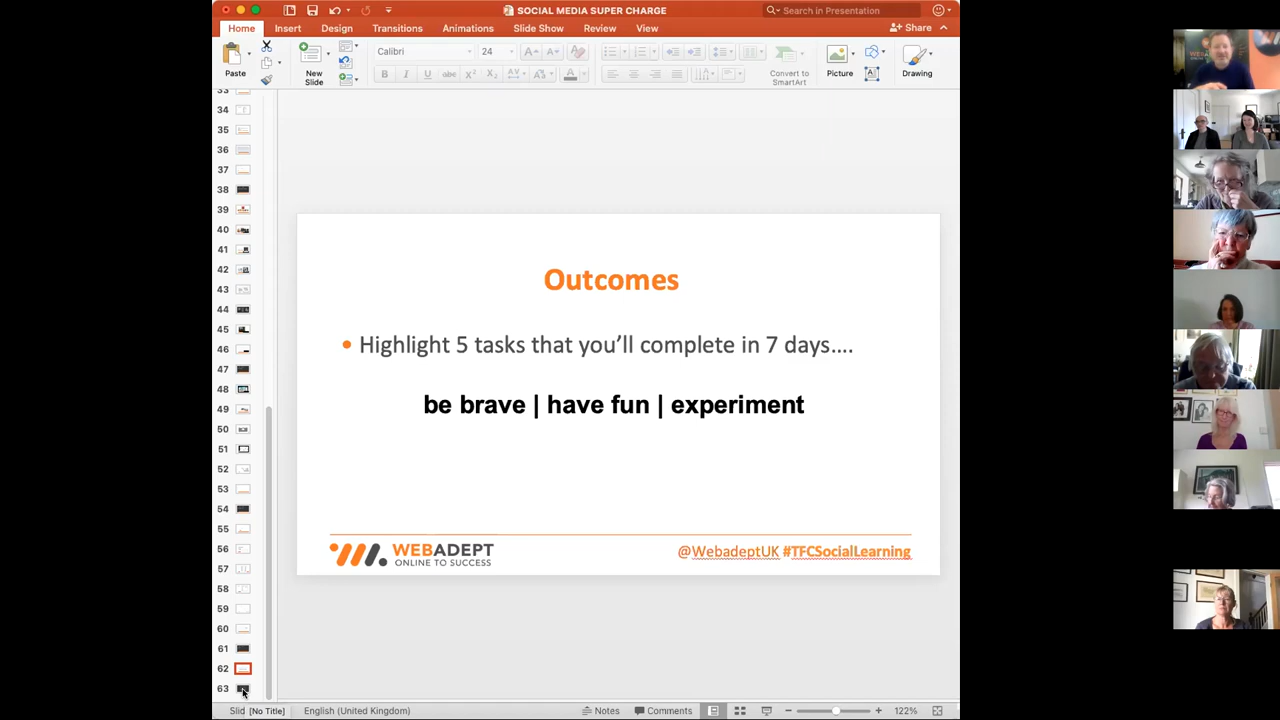 SOCIAL MEDIA SUPER CHARGE
Search in Presentation
Home Insert Design Transitions Animations Slide Show Review View
Share
Paste
New
Slide
Calibri
24
Convert to
SmartArt
Picture
Drawing
33
34
35
36
37
38
39
40
41
42
43
44
45
46
47
48
49
50
51
52
53
54
55
56
57
58
59
60
61
62
63
Outcomes
• Highlight 5 tasks that you'll complete in 7 days....
be brave | have fun | experiment
WEBADEPT
ONLINE TO SUCCESS
@WebadeptUK #TFCSocialLearning
Slid [No Title] English (United Kingdom) Notes Comments 122%